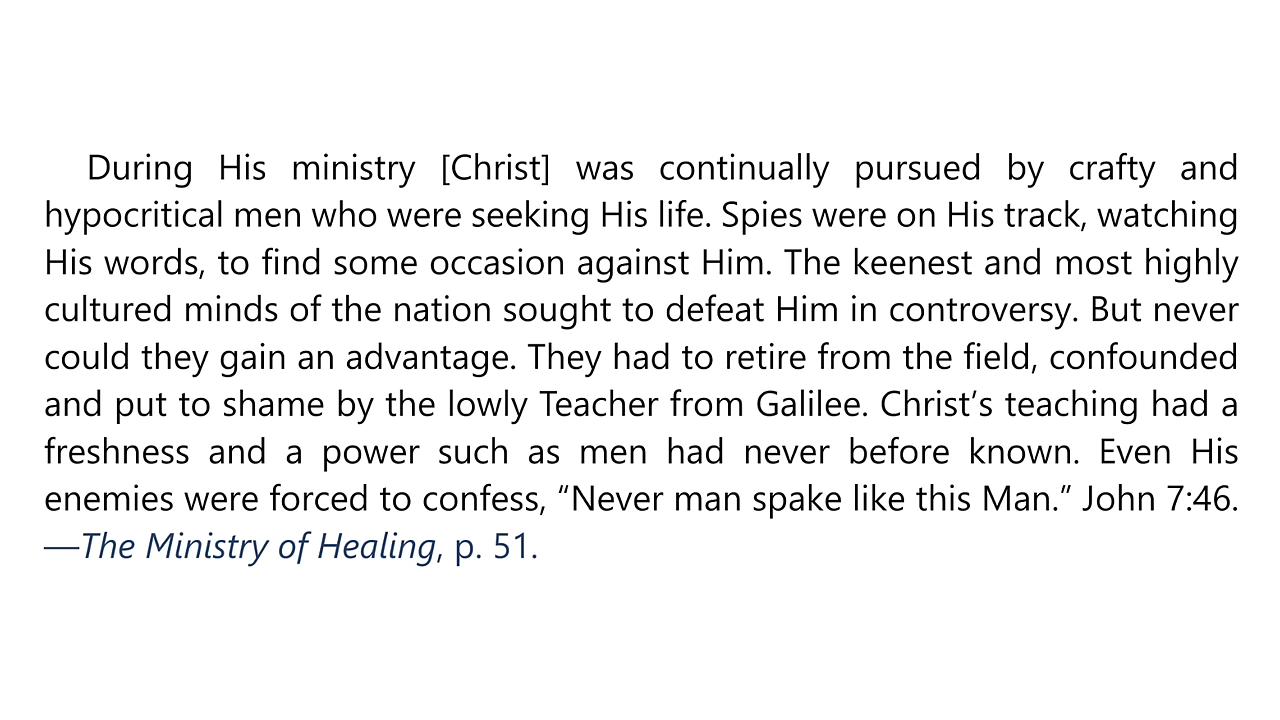 During His ministry [Christ] was continually pursued by crafty and
hypocritical men who were seeking His life. Spies were on His track, watching
His words, to find some occasion against Him. The keenest and most highly
cultured minds of the nation sought to defeat Him in controversy. But never
could they gain an advantage. They had to retire from the field, confounded
and put to shame by the lowly Teacher from Galilee. Christ’s teaching had a
freshness and a power such as men had never before known. Even His
enemies were forced to confess, “Never man spake like this Man.” John 7:46.
—The Ministry of Healing, p. 51.